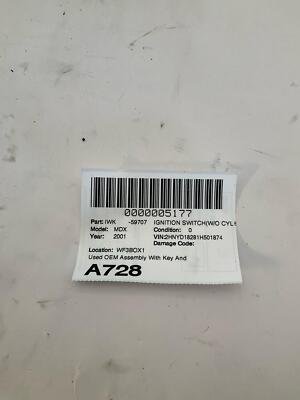 0000005177
Part: IWK -59707 IGNITION SWITCH(W/O CYL&
Model: MDX Condition: 0
Year: 2001 VIN:2HNYD18281H501874
Damage Code:
Location: WF3BOX1
Used OEM Assembly With Key And
A728